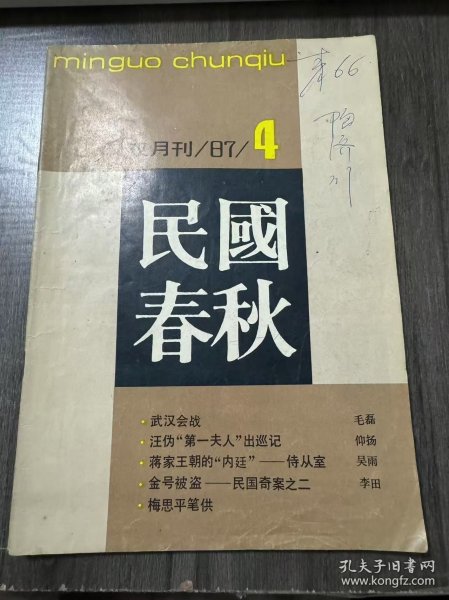 minguo chunqiu
双月刊/87/4
民國
春秋
·武汉会战 毛磊
·汪伪“第一夫人”出巡记 仰扬
·蒋家王朝的“内廷”——侍从室 吴雨
·金号被盗——民国奇案之二 李田
·梅思平笔供
66
孔夫子旧书网
www.kongfz.com